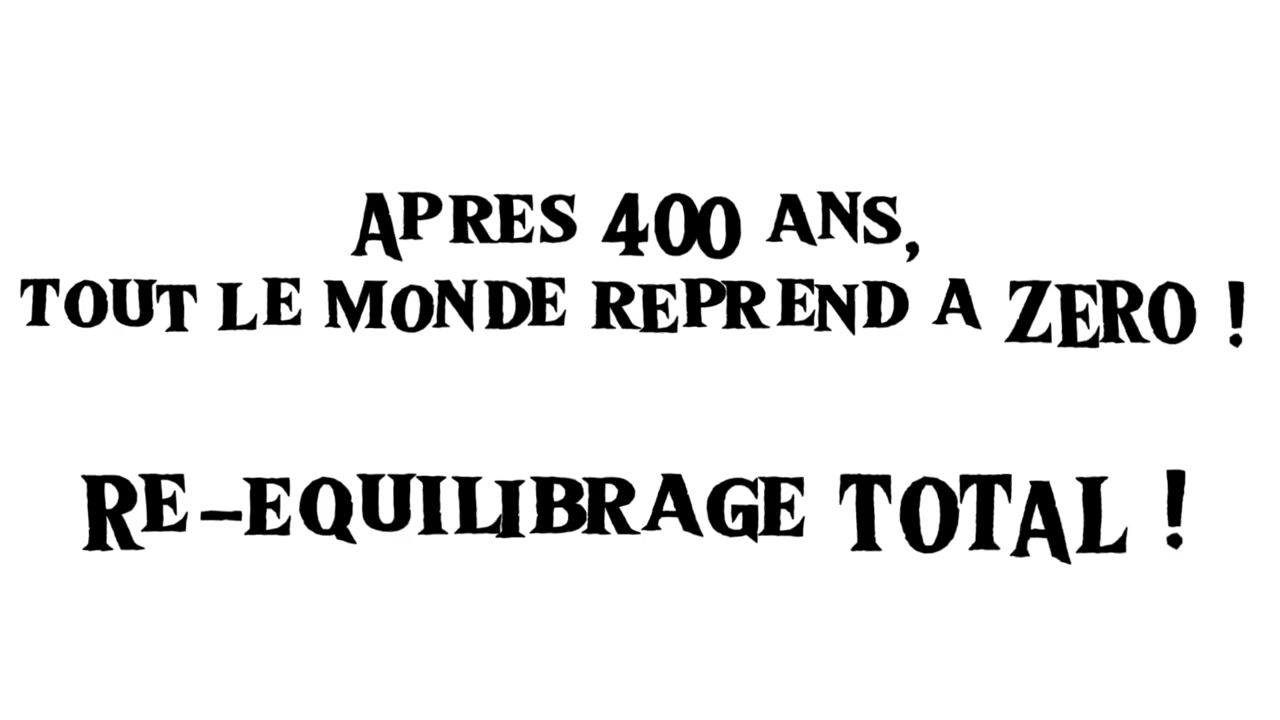 APRES 400 ANS,
TOUT LE MONDE REPREND A ZERO !
RE-EQUILIBRAGE TOTAL !